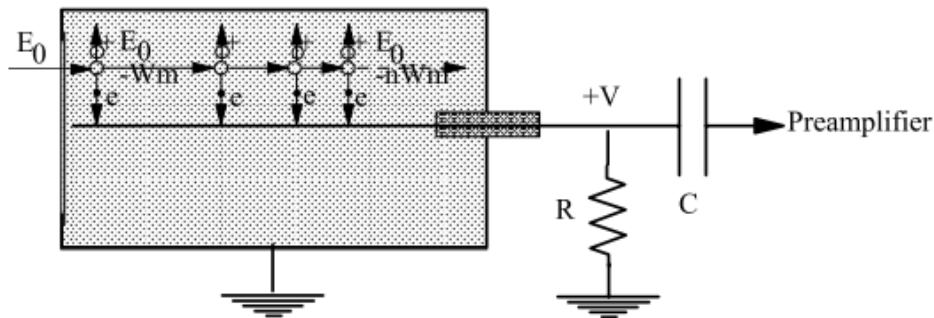 + E₀ + + + E₀
E₀ -Wm -nWm
e e e e
+V
Preamplifier
R C